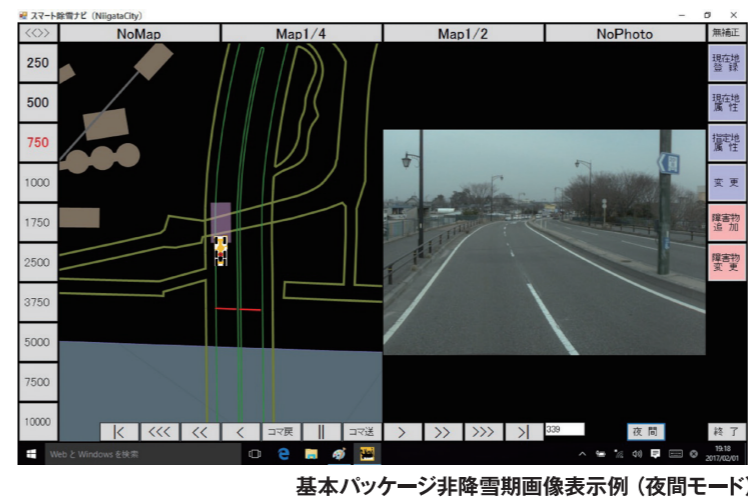 スマート除雪ナビ (NiigataCity)
<<>>
NoMap
Map1/4
Map1/2
NoPhoto
無補正
250
500
750
1000
1750
2500
3750
5000
7500
10000
現在地
登 録
現在地
属 性
指定地
属 性
変 更
障害物
追 加
障害物
変 更
|<
<<<
<<
<
コマ戻
||
コマ送
>
>>
>>>
>|
339
夜 間
終 了
Web と Windows を検索
19:18
2017/02/01
基本パッケージ非降雪期画像表示例（夜間モード）